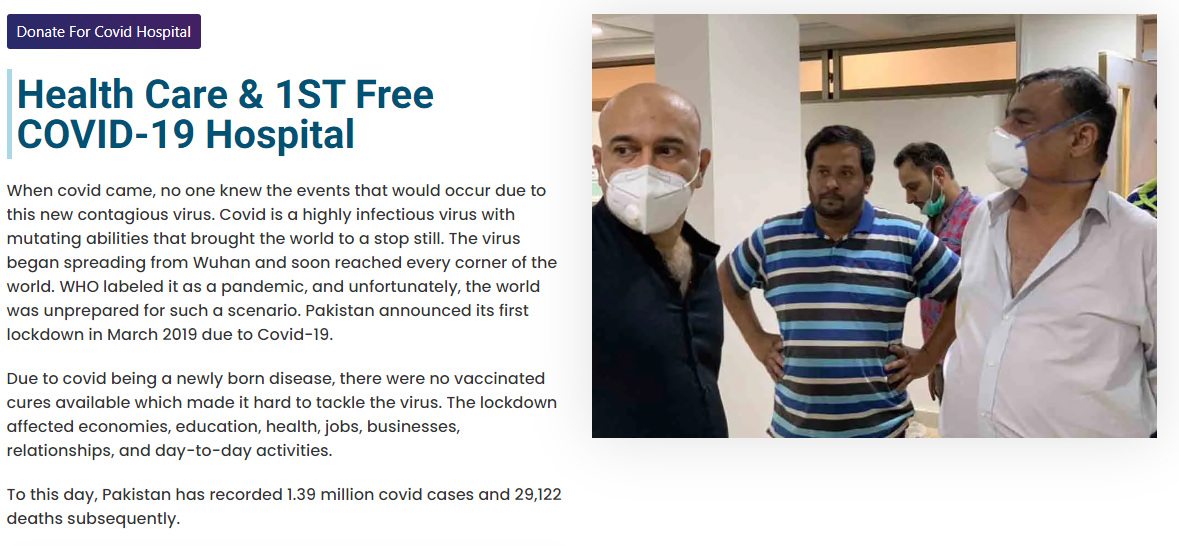 Donate For Covid Hospital
Health Care & 1ST Free
COVID-19 Hospital
When covid came, no one knew the events that would occur due to
this new contagious virus. Covid is a highly infectious virus with
mutating abilities that brought the world to a stop still. The virus
began spreading from Wuhan and soon reached every corner of the
world. WHO labeled it as a pandemic, and unfortunately, the world
was unprepared for such a scenario. Pakistan announced its first
lockdown in March 2019 due to Covid-19.
Due to covid being a newly born disease, there were no vaccinated
cures available which made it hard to tackle the virus. The lockdown
affected economies, education, health, jobs, businesses,
relationships, and day-to-day activities.
To this day, Pakistan has recorded 1.39 million covid cases and 29,122
deaths subsequently.